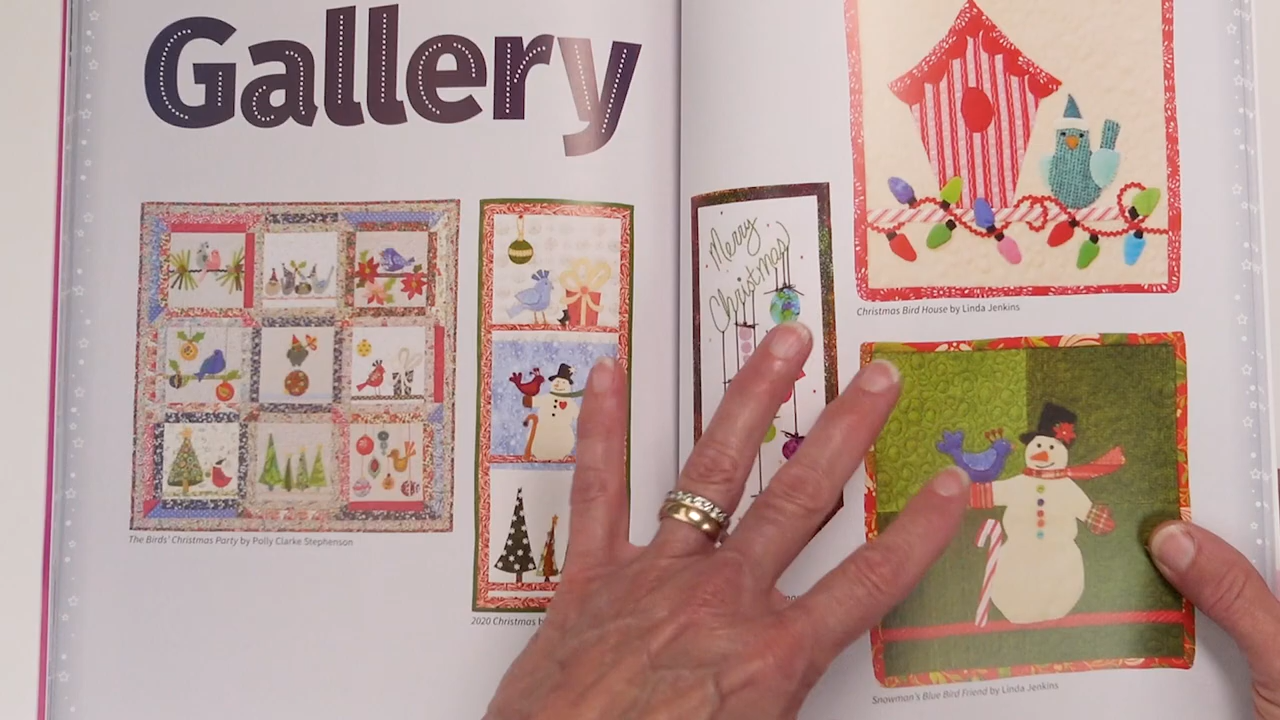 Gallery
The Birds' Christmas Party by Polly Clarke Stephenson
2020 Christmas
Merry
Christmas
Christmas Bird House by Linda Jenkins
Snowman's Blue Bird Friend by Linda Jenkins